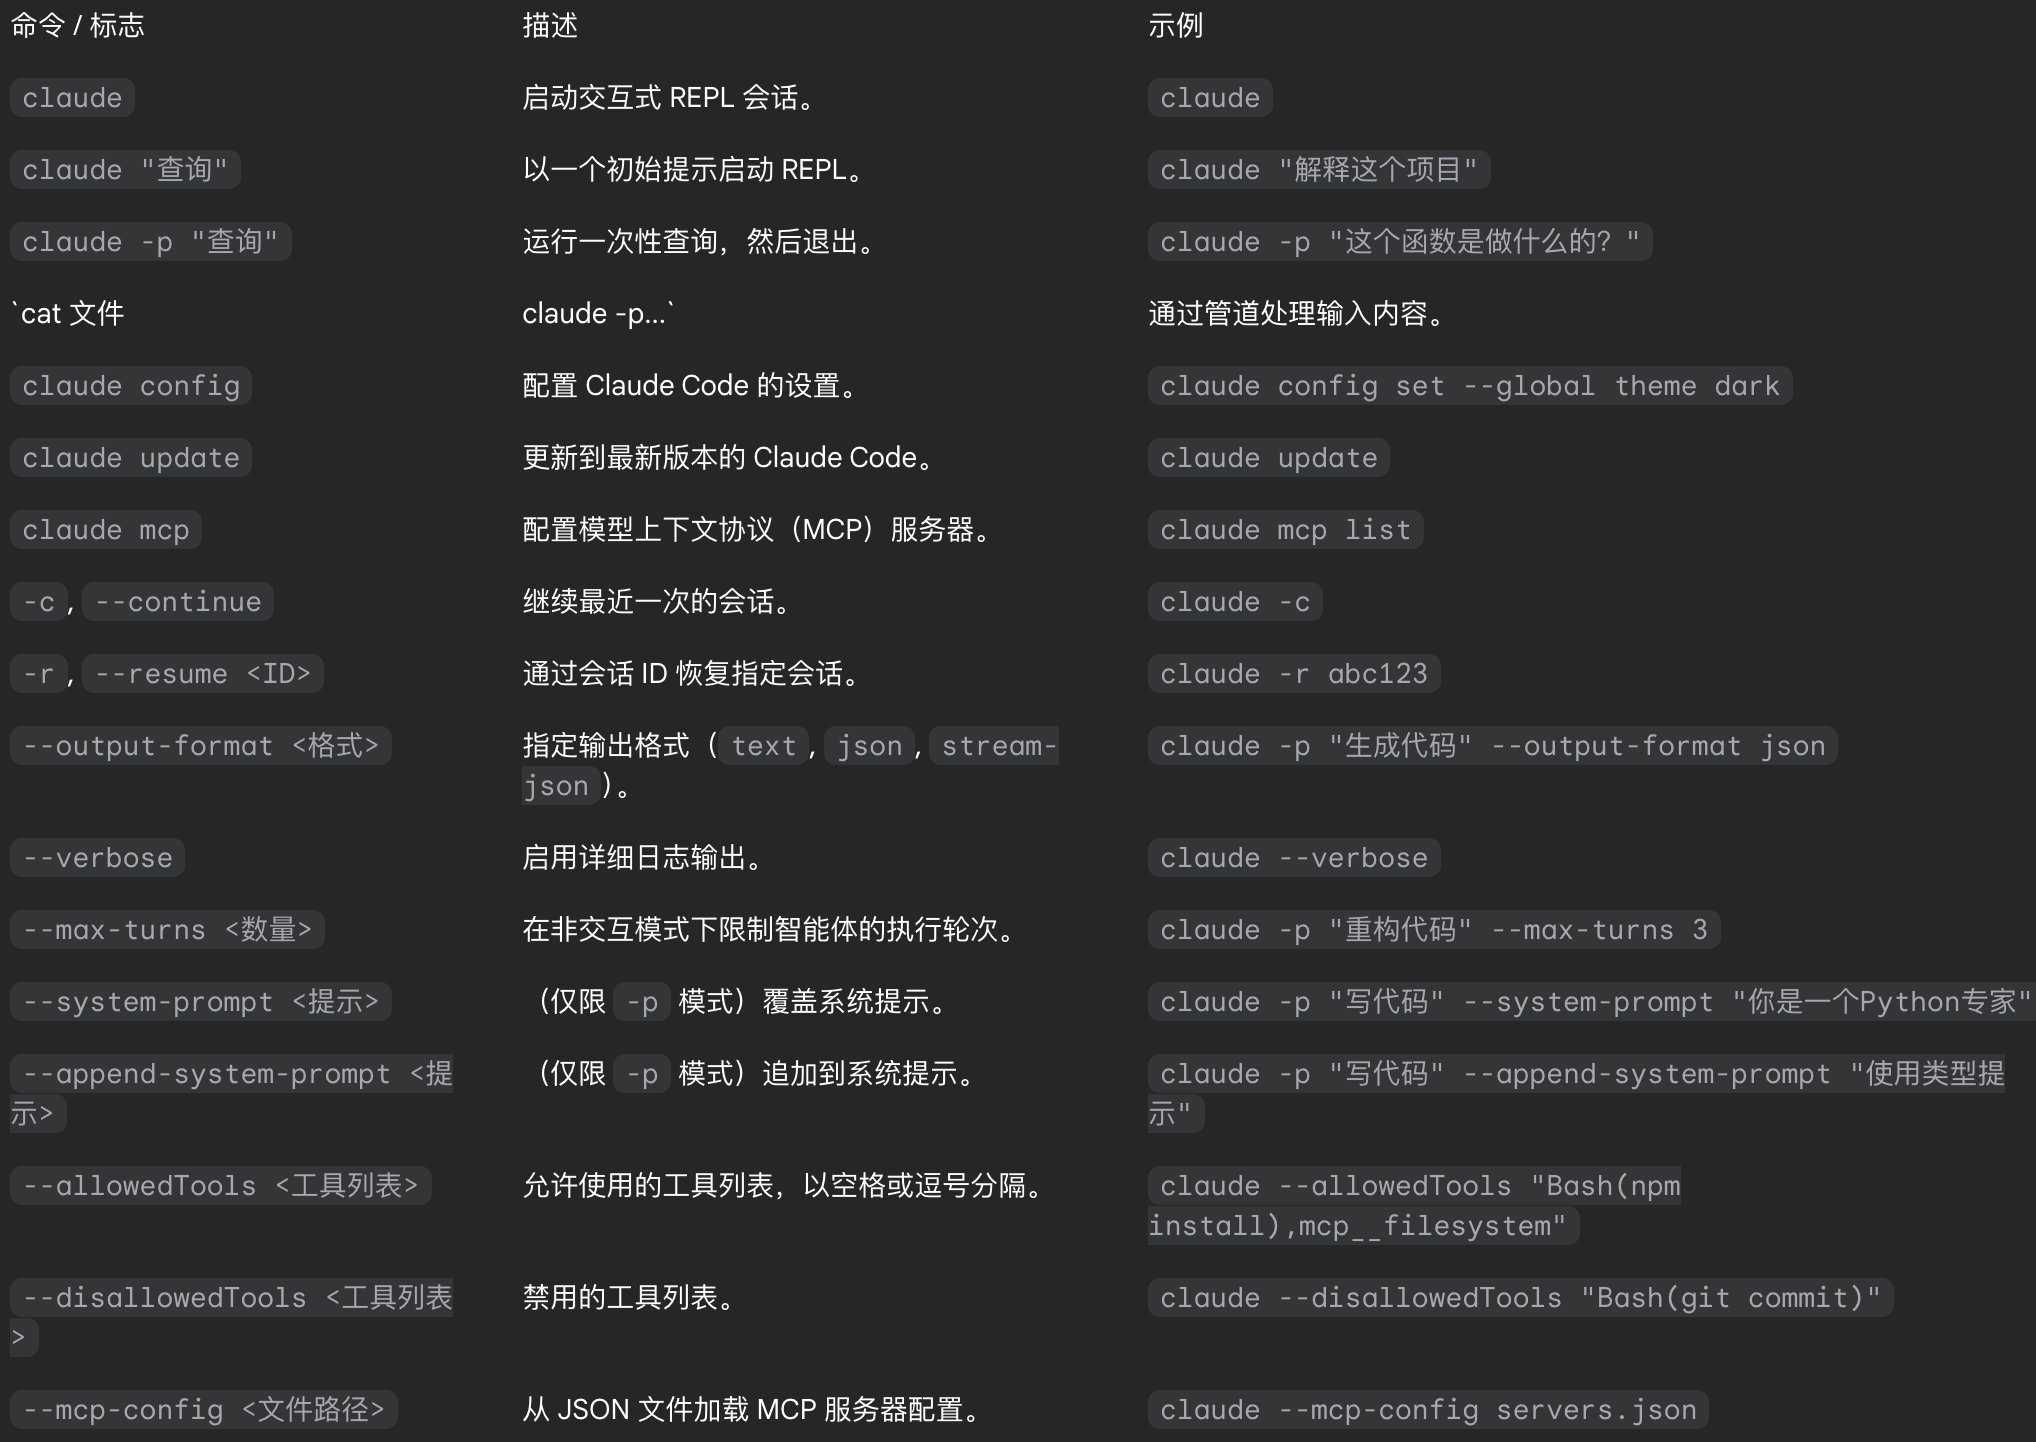 命令 / 标志 描述 示例
claude 启动交互式 REPL 会话。 claude
claude "查询" 以一个初始提示启动 REPL。 claude "解释这个项目"
claude -p "查询" 运行一次性查询，然后退出。 claude -p "这个函数是做什么的？"
`cat 文件 claude -p...` 通过管道处理输入内容。
claude config 配置 Claude Code 的设置。 claude config set --global theme dark
claude update 更新到最新版本的 Claude Code。 claude update
claude mcp 配置模型上下文协议（MCP）服务器。 claude mcp list
-c, --continue 继续最近一次的会话。 claude -c
-r, --resume <ID> 通过会话 ID 恢复指定会话。 claude -r abc123
--output-format <格式> 指定输出格式（text, json, stream- claude -p "生成代码" --output-format json
json）。
--verbose 启用详细日志输出。 claude --verbose
--max-turns <数量> 在非交互模式下限制智能体的执行轮次。 claude -p "重构代码" --max-turns 3
--system-prompt <提示> （仅限 -p 模式）覆盖系统提示。 claude -p "写代码" --system-prompt "你是一个Python专家"
--append-system-prompt <提 （仅限 -p 模式）追加到系统提示。 claude -p "写代码" --append-system-prompt "使用类型提
示> 示"
--allowedTools <工具列表> 允许使用的工具列表，以空格或逗号分隔。 claude --allowedTools "Bash(npm
install),mcp__filesystem"
--disallowedTools <工具列表 禁用的工具列表。 claude --disallowedTools "Bash(git commit)"
>
--mcp-config <文件路径> 从 JSON 文件加载 MCP 服务器配置。 claude --mcp-config servers.json